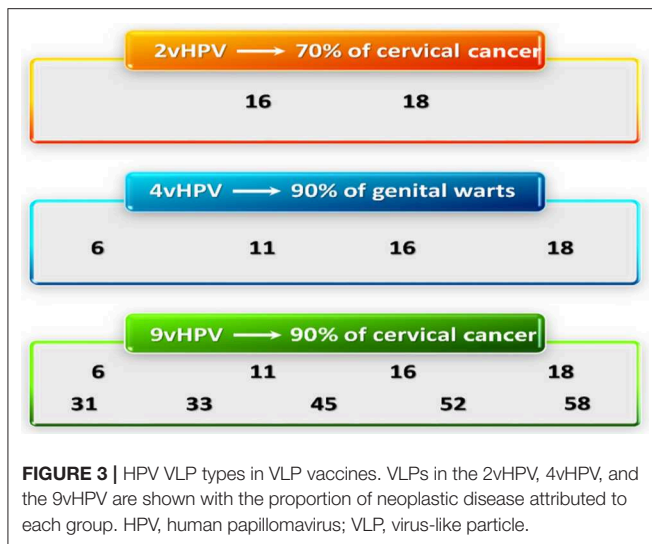 2vHPV → 70% of cervical cancer
16 18
4vHPV → 90% of genital warts
6 11 16 18
9vHPV → 90% of cervical cancer
6 11 16 18
31 33 45 52 58
FIGURE 3 | HPV VLP types in VLP vaccines. VLPs in the 2vHPV, 4vHPV, and
the 9vHPV are shown with the proportion of neoplastic disease attributed to
each group. HPV, human papillomavirus; VLP, virus-like particle.